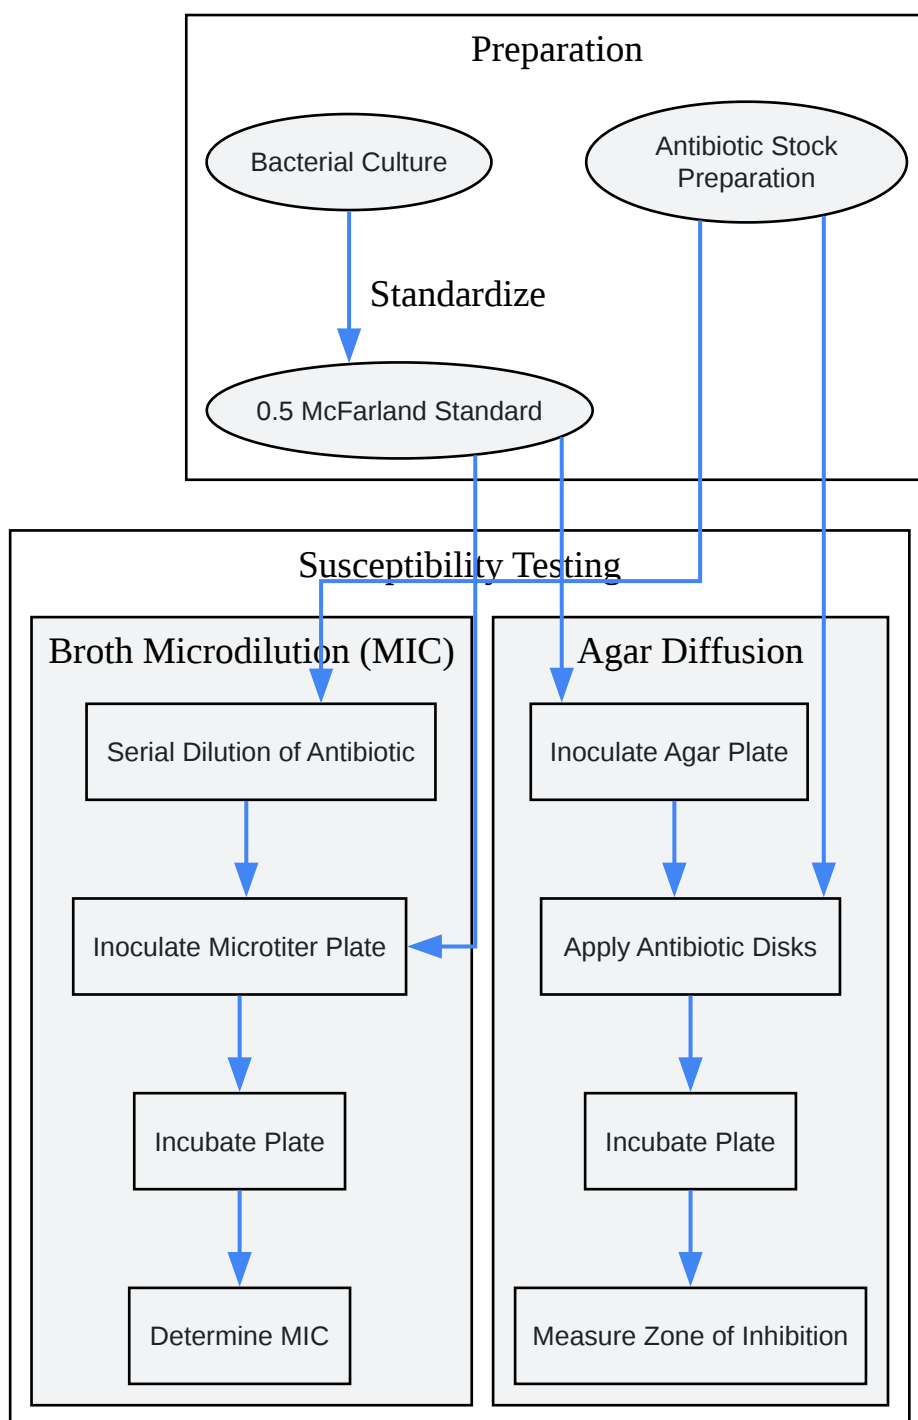 Preparation
Bacterial Culture
Antibiotic Stock
Preparation
Standardize
0.5 McFarland Standard
Susceptibility Testing
Broth Microdilution (MIC)
Agar Diffusion
Serial Dilution of Antibiotic
Inoculate Agar Plate
Inoculate Microtiter Plate
Apply Antibiotic Disks
Incubate Plate
Incubate Plate
Determine MIC
Measure Zone of Inhibition